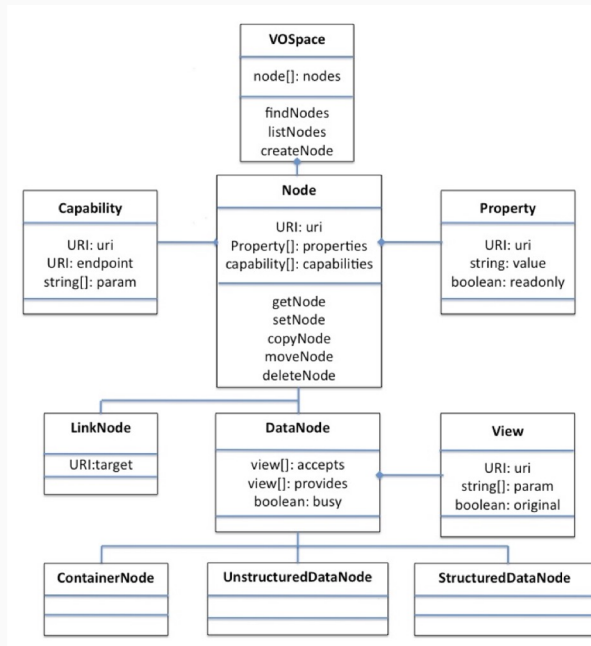 VOSpace
node[]: nodes
findNodes
listNodes
createNode
Node
URI: uri
Property[]: properties
capability[]: capabilities
getNode
setNode
copyNode
moveNode
deleteNode
Capability
URI: uri
URI: endpoint
string[]: param
Property
URI: uri
string: value
boolean: readonly
LinkNode
URI:target
DataNode
view[]: accepts
view[]: provides
boolean: busy
View
URI: uri
string[]: param
boolean: original
ContainerNode
UnstructuredDataNode
StructuredDataNode